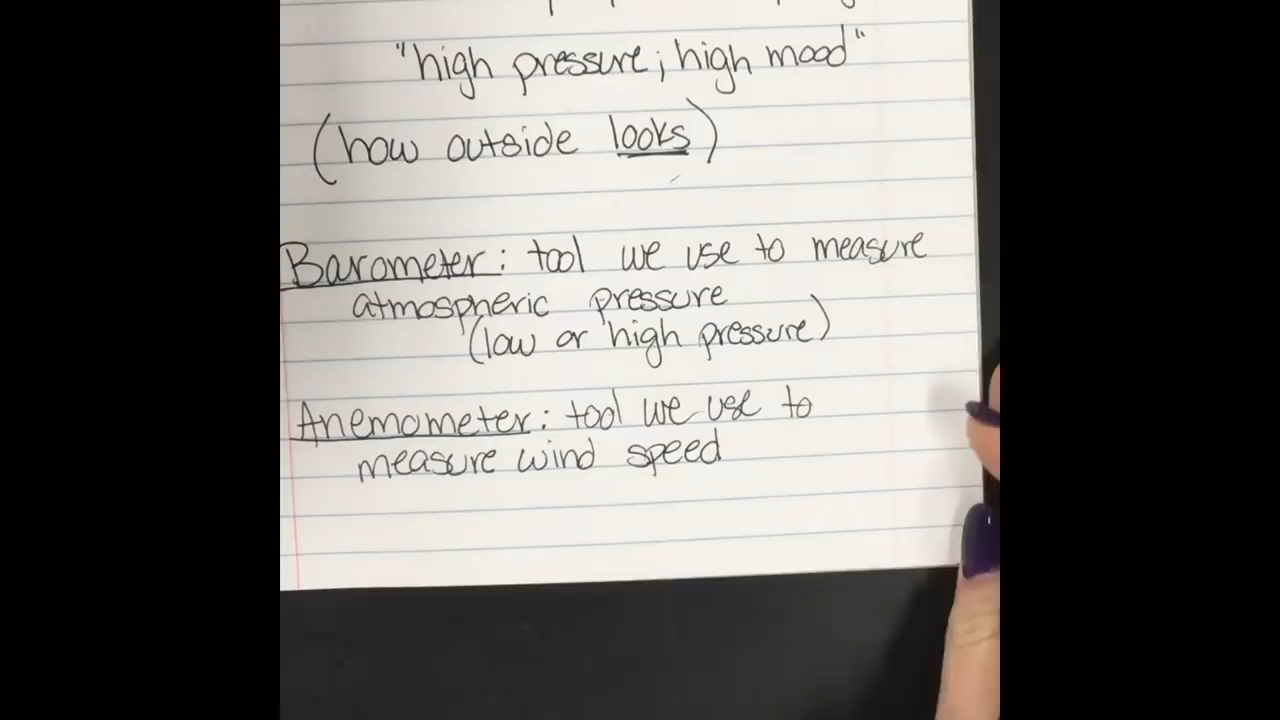 "high pressure; high mood"
(how outside looks)
Barometer: tool we use to measure
atmospheric pressure
(low or high pressure)
Anemometer: tool we use to
measure wind speed